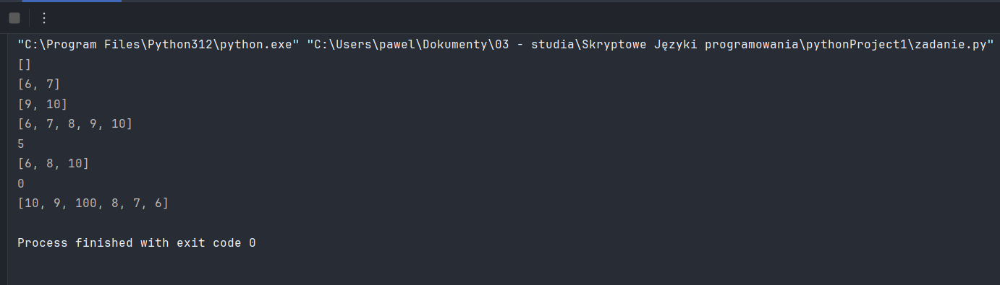 "C:\Program Files\Python312\python.exe" "C:\Users\pawel\Dokumenty\03 - studia\Skryptowe Języki programowania\pythonProject1\zadanie.py"
[]
[6, 7]
[9, 10]
[6, 7, 8, 9, 10]
5
[6, 8, 10]
0
[10, 9, 100, 8, 7, 6]
Process finished with exit code 0